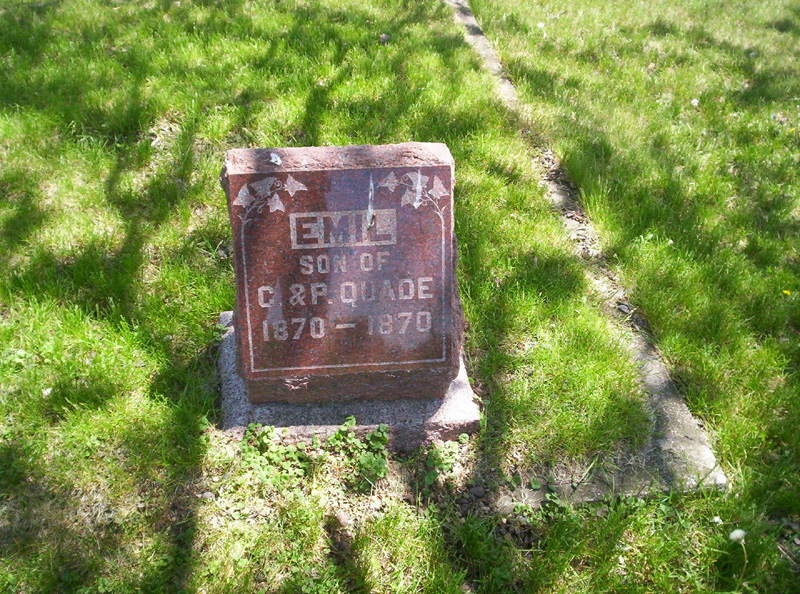 EMIL
SON OF
C. & P. QUADE
1870 — 1870